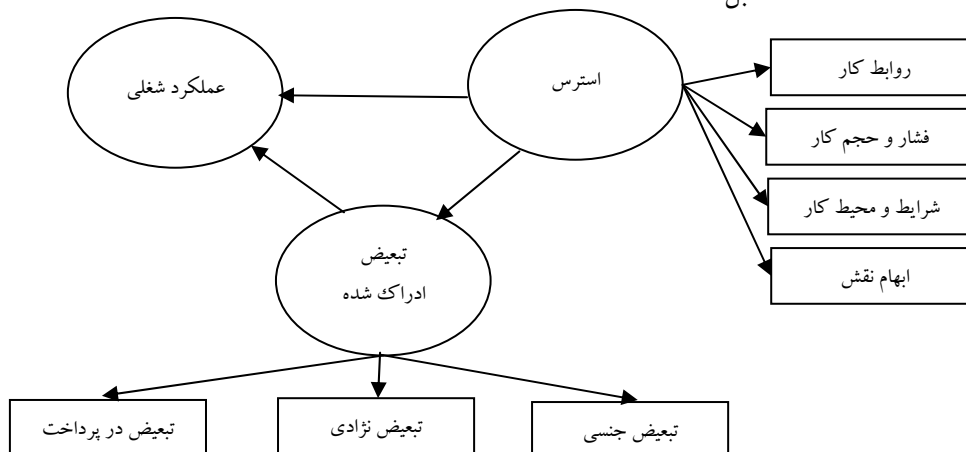 روابط کار
استرس
عملکرد شغلی
فشار و حجم کار
شرایط و محیط کار
ابهام نقش
تبعیض
ادراک شده
تبعیض جنسی
تبعیض نژادی
تبعیض در پرداخت